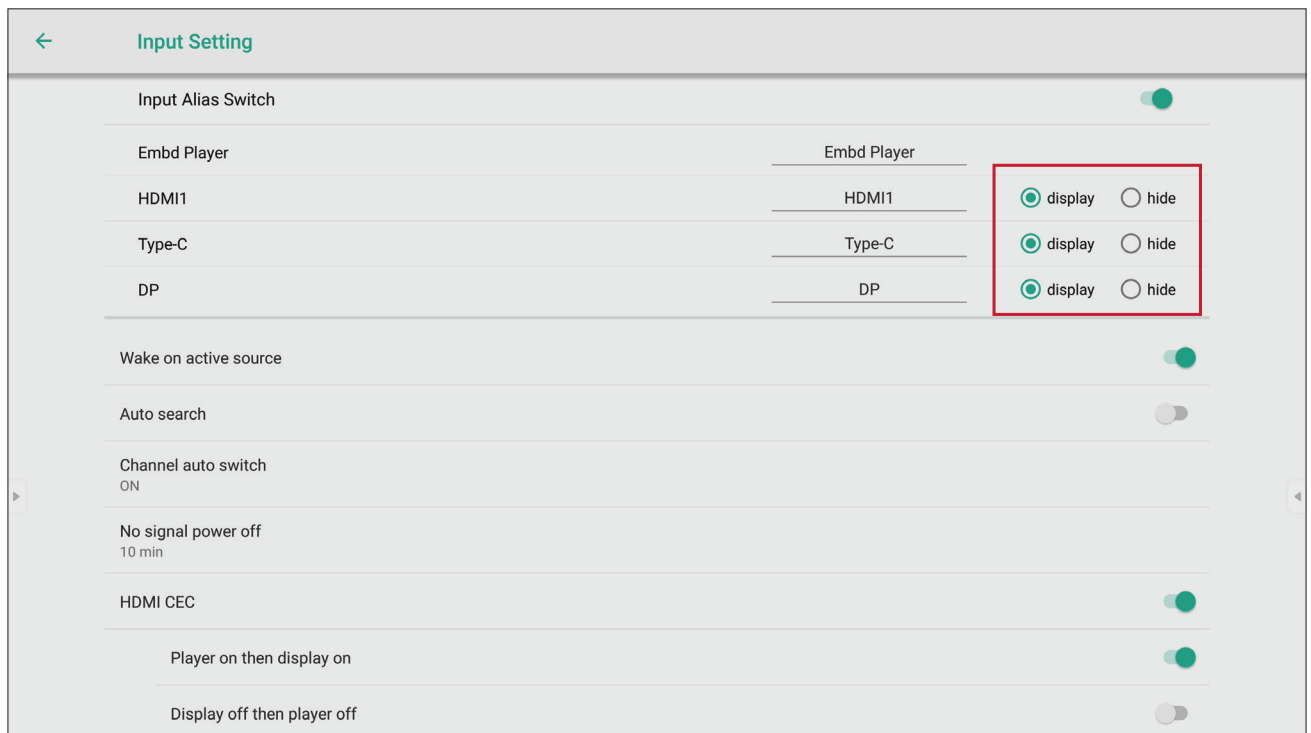 Input Setting
Input Alias Switch
Embd Player Embd Player
HDMI1 HDMI1 display hide
Type-C Type-C display hide
DP DP display hide
Wake on active source
Auto search
Channel auto switch
ON
No signal power off
10 min
HDMI CEC
Player on then display on
Display off then player off